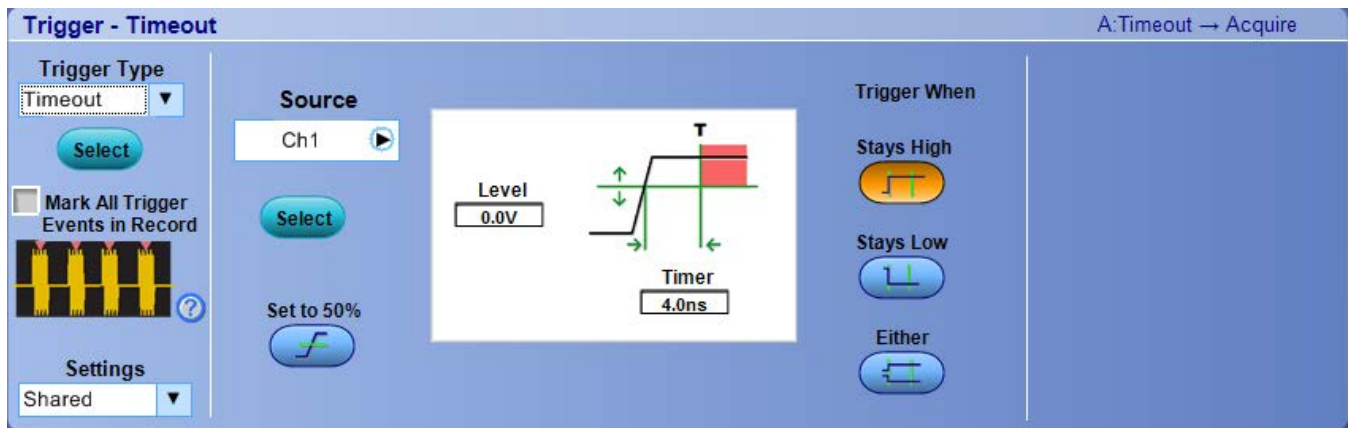 Trigger - Timeout
A:Timeout → Acquire
Trigger Type
Timeout
Select
Mark All Trigger
Events in Record
?
Settings
Shared
Source
Ch1
Select
Set to 50%
Level
0.0V
T
Timer
4.0ns
Trigger When
Stays High
Stays Low
Either